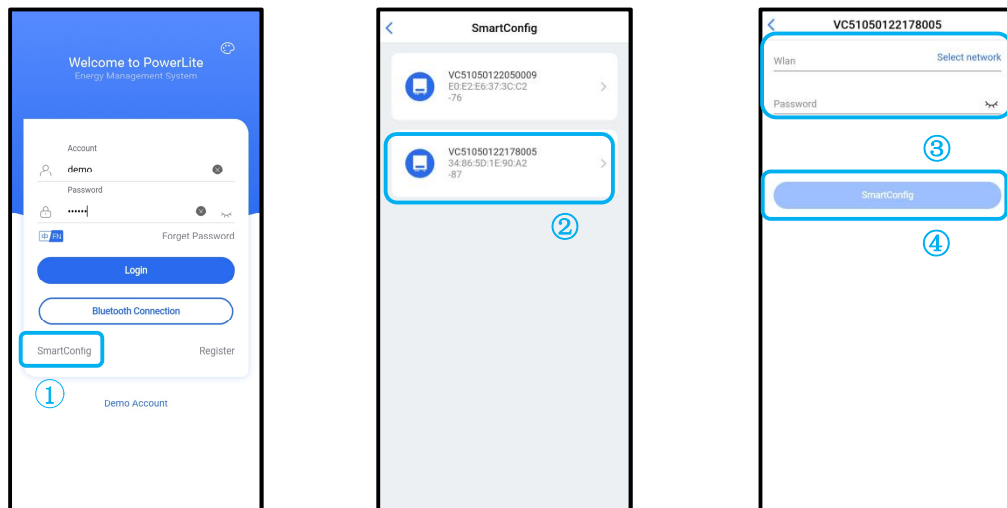 Welcome to PowerLite
Energy Management System
Account
demo
Password
••••••
中 EN
Forget Password
Login
Bluetooth Connection
SmartConfig
Register
①
Demo Account
SmartConfig
VC51050122050009
E0:E2:E6:37:3C:C2
-76
VC51050122178005
34:86:5D:1E:90:A2
-87
②
VC51050122178005
Wlan
Select network
Password
③
SmartConfig
④